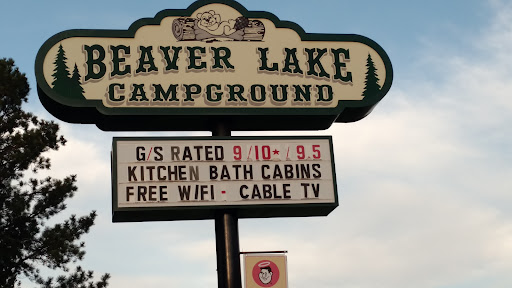 BEAVER LAKE
CAMPGROUND
G/S RATED 9/10★/9.5
KITCHEN BATH CABINS
FREE W/FI - CABLE TV